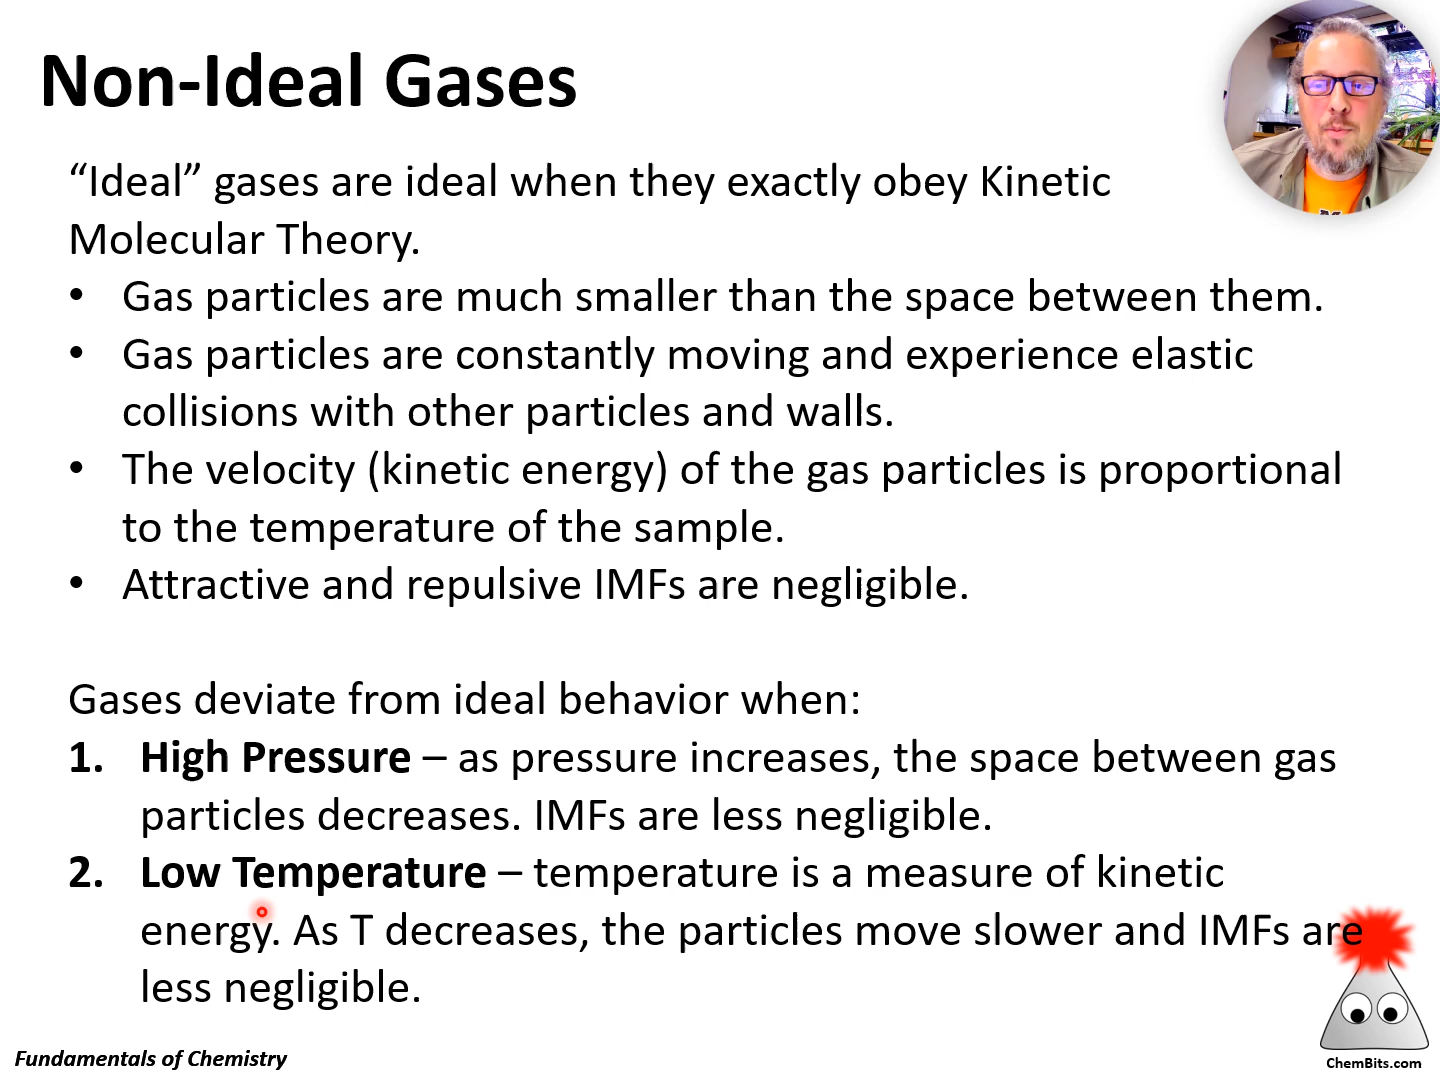 Non-Ideal Gases
“Ideal” gases are ideal when they exactly obey Kinetic
Molecular Theory.
• Gas particles are much smaller than the space between them.
• Gas particles are constantly moving and experience elastic
collisions with other particles and walls.
• The velocity (kinetic energy) of the gas particles is proportional
to the temperature of the sample.
• Attractive and repulsive IMFs are negligible.
Gases deviate from ideal behavior when:
1. High Pressure – as pressure increases, the space between gas
particles decreases. IMFs are less negligible.
2. Low Temperature – temperature is a measure of kinetic
energy. As T decreases, the particles move slower and IMFs are
less negligible.
Fundamentals of Chemistry
ChemBits.com